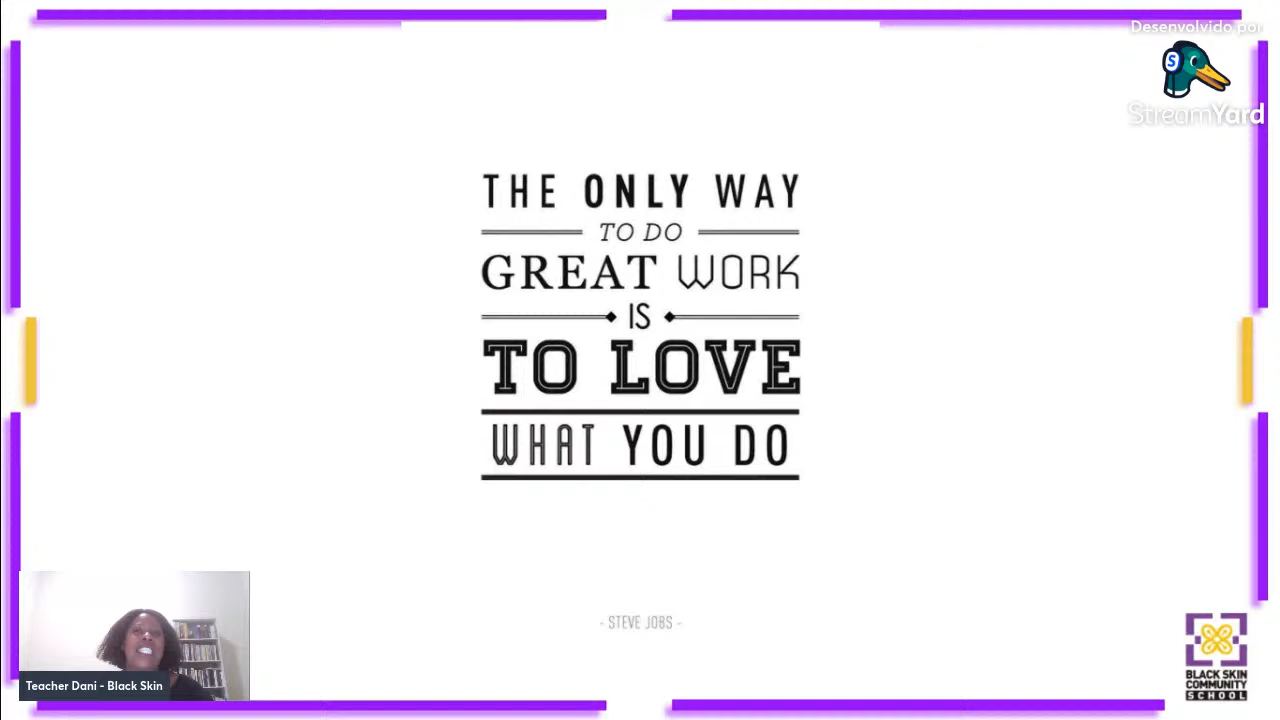 Desenvolvido por
S
StreamYard
THE ONLY WAY
TO DO
GREAT WORK
IS
TO LOVE
WHAT YOU DO
- STEVE JOBS -
Teacher Dani - Black Skin
BLACK SKIN
COMMUNITY
SCHOOL